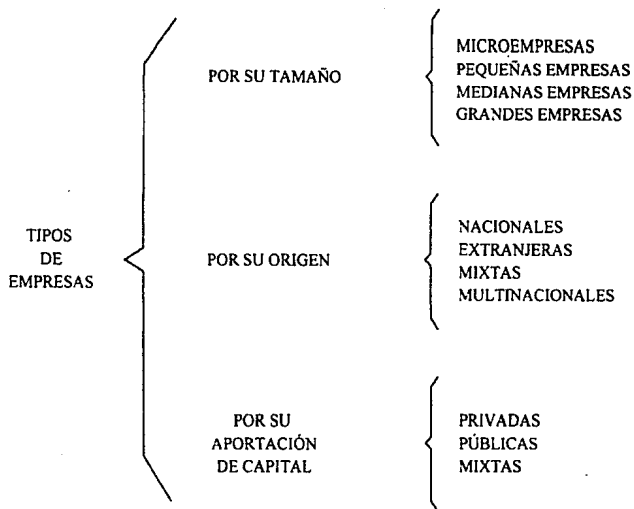 TIPOS
DE
EMPRESAS
POR SU TAMAÑO
MICROEMPRESAS
PEQUEÑAS EMPRESAS
MEDIANAS EMPRESAS
GRANDES EMPRESAS
POR SU ORIGEN
NACIONALES
EXTRANJERAS
MIXTAS
MULTINACIONALES
POR SU
APORTACIÓN
DE CAPITAL
PRIVADAS
PÚBLICAS
MIXTAS